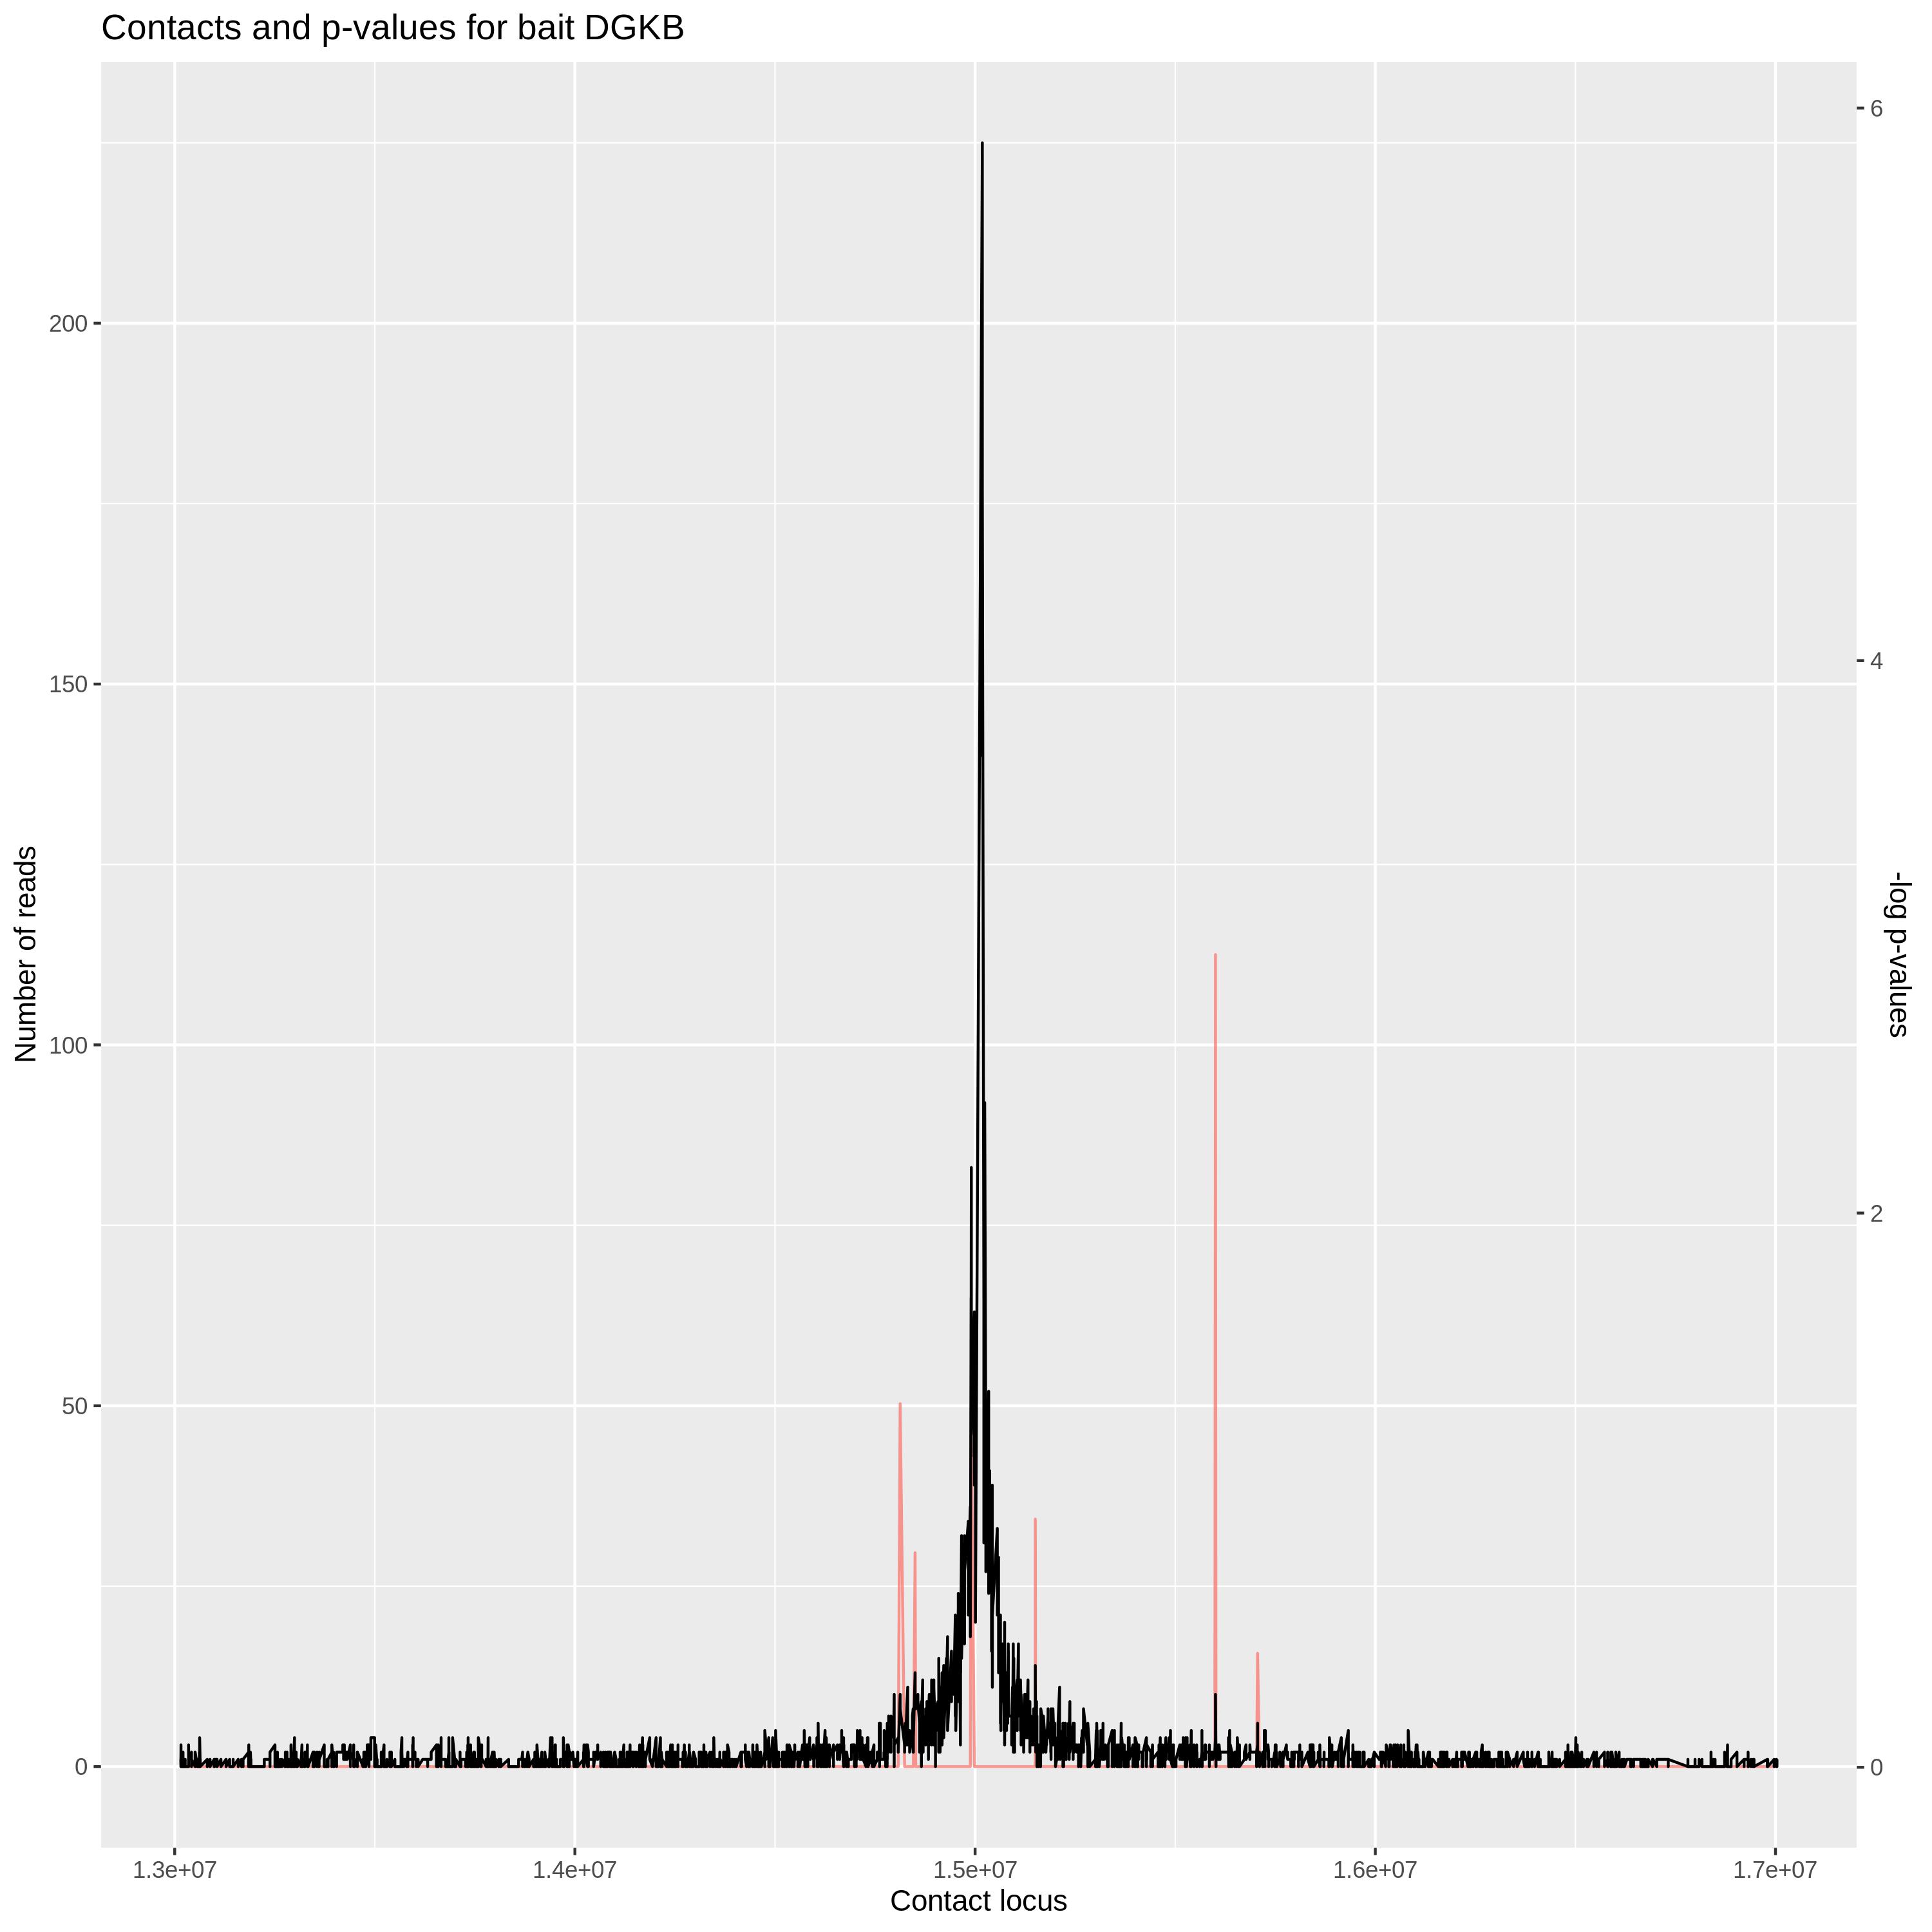 Contacts and p-values for bait DGKB
Number of reads
200
150
100
50
0
6
4
2
0
-log p-values
1.3e+07 1.4e+07 1.5e+07 1.6e+07 1.7e+07
Contact locus